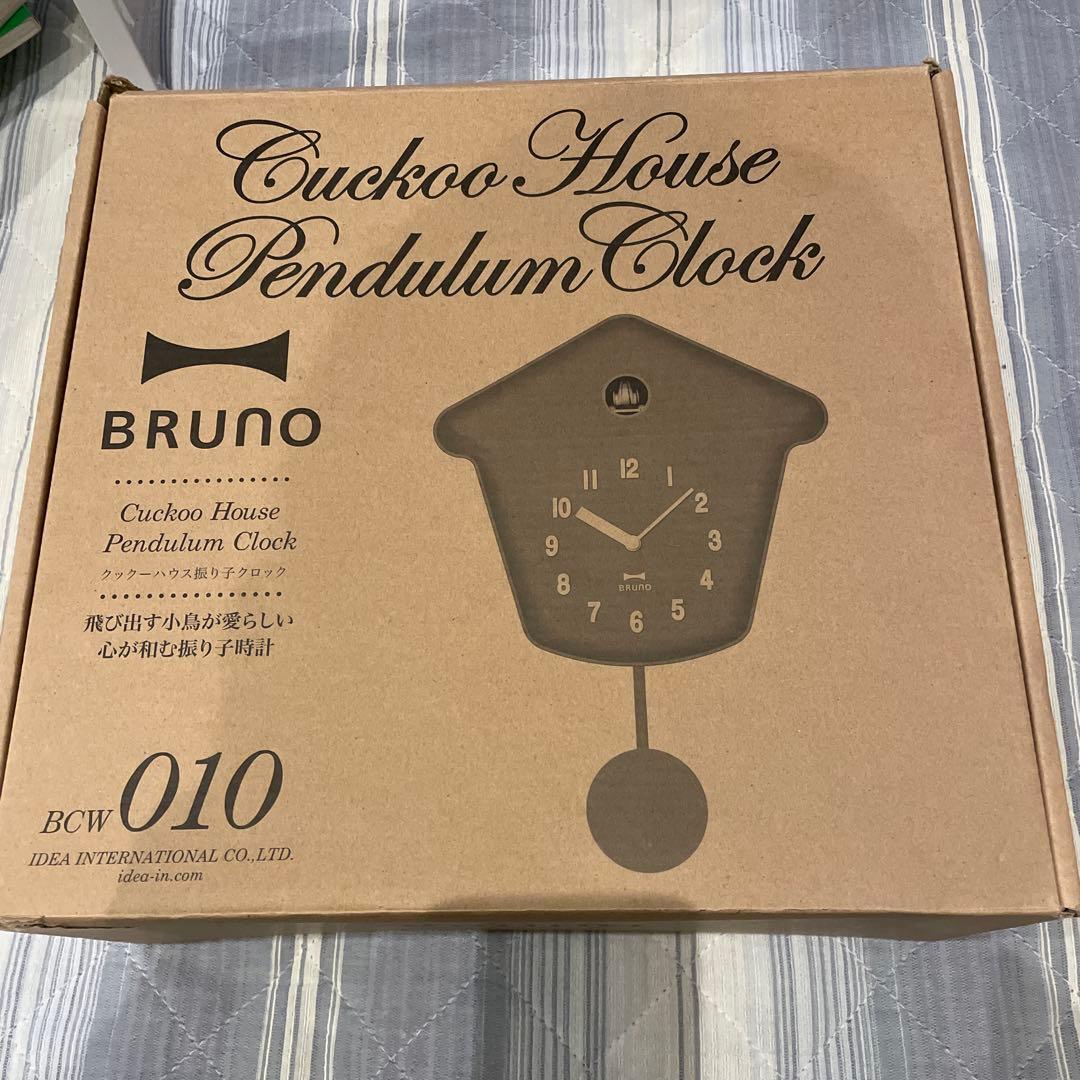 Cuckoo House
Pendulum Clock
BRUNO
Cuckoo House
Pendulum Clock
クックーハウス振り子クロック
飛び出す小鳥が愛らしい
心が和む振り子時計
BCW 010
IDEA INTERNATIONAL CO.,LTD.
idea-in.com
12
1
2
3
4
5
6
7
8
9
10
11
BRUNO